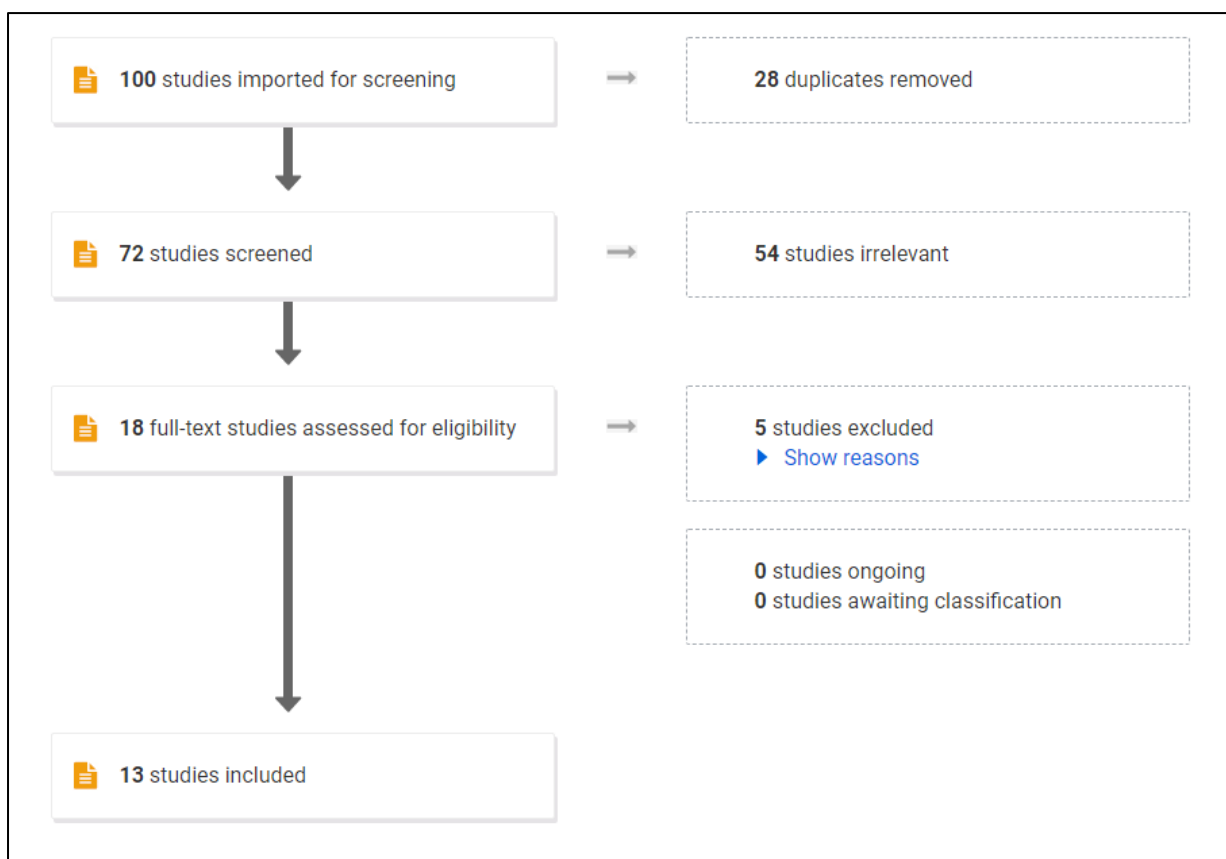 100 studies imported for screening
28 duplicates removed
72 studies screened
54 studies irrelevant
18 full-text studies assessed for eligibility
5 studies excluded
Show reasons
0 studies ongoing
0 studies awaiting classification
13 studies included